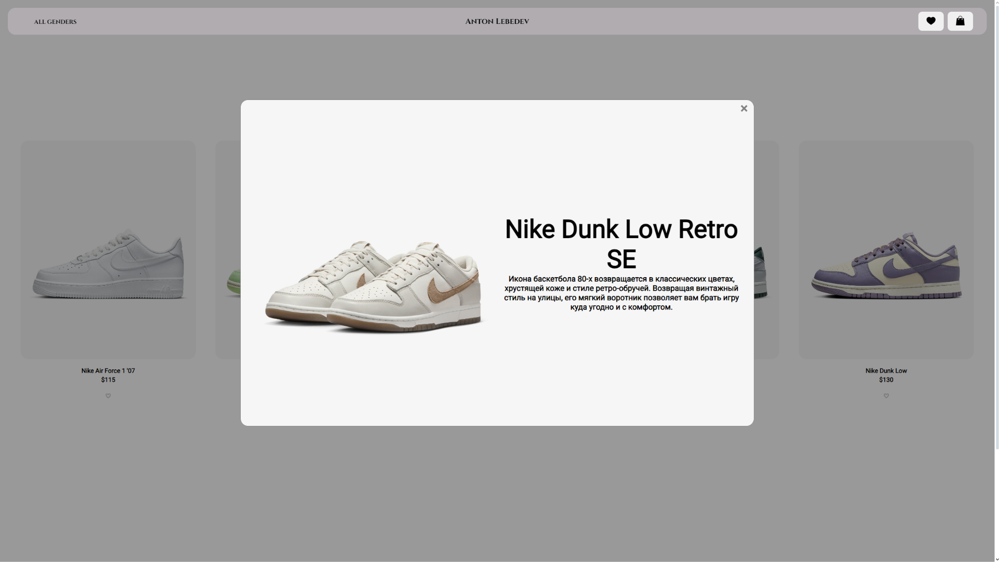 ALL GENDERS
Anton Lebedev
Nike Dunk Low Retro
SE
Икона баскетбола 80-х возвращается в классических цветах,
хрустящей коже и стиле ретро-обручей. Возвращая винтажный
стиль на улицы, его мягкий воротник позволяет вам брать игру
куда угодно и с комфортом.
Nike Air Force 1 '07
$115
Nike Dunk Low
$130